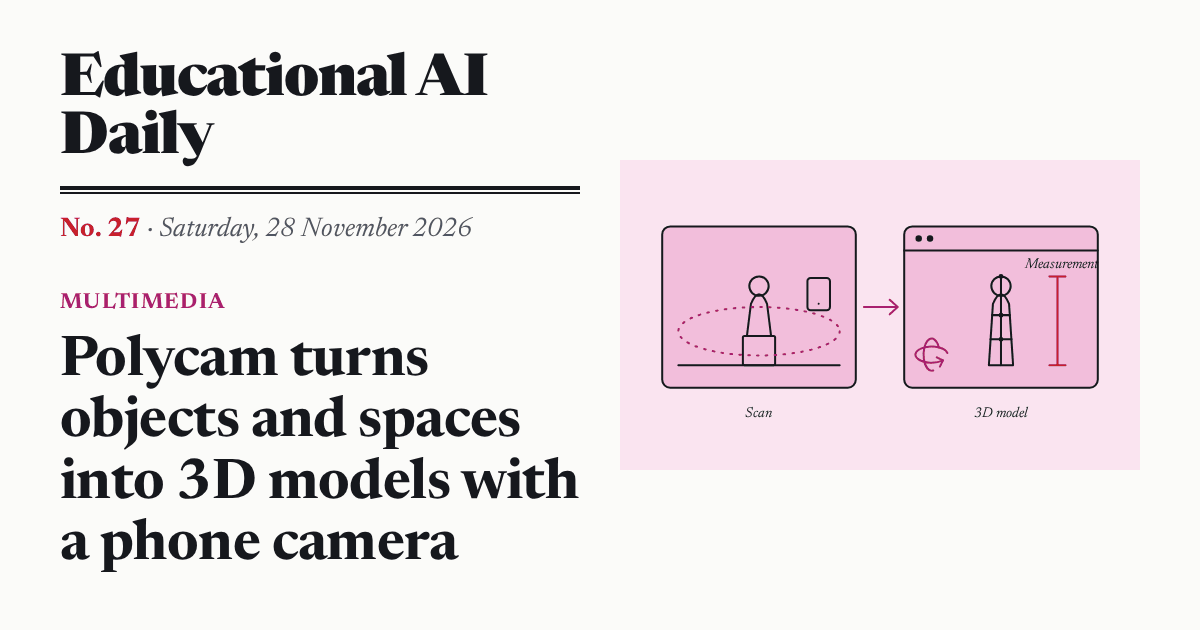 Educational AI
Daily
No. 27 · Saturday, 28 November 2026
MULTIMEDIA
Polycam turns
objects and spaces
into 3D models with
a phone camera
Measurement
Scan
3D model